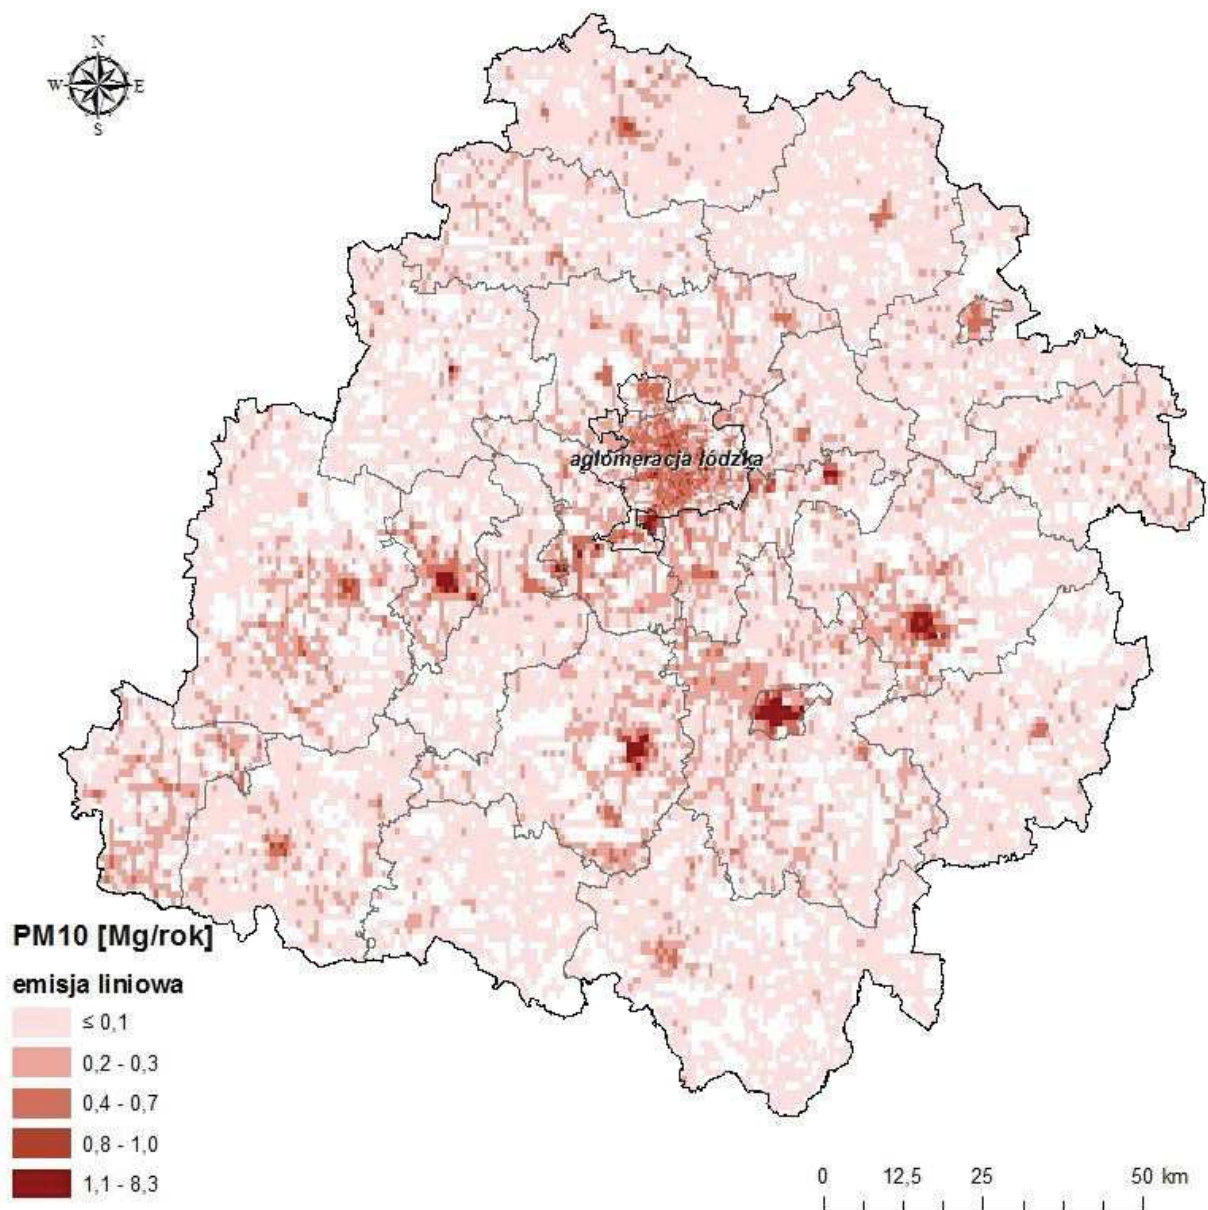 N
W E
S
aglomeracja łódzka
PM10 [Mg/rok]
emisja liniowa
≤ 0,1
0,2 - 0,3
0,4 - 0,7
0,8 - 1,0
1,1 - 8,3
0 12,5 25 50 km